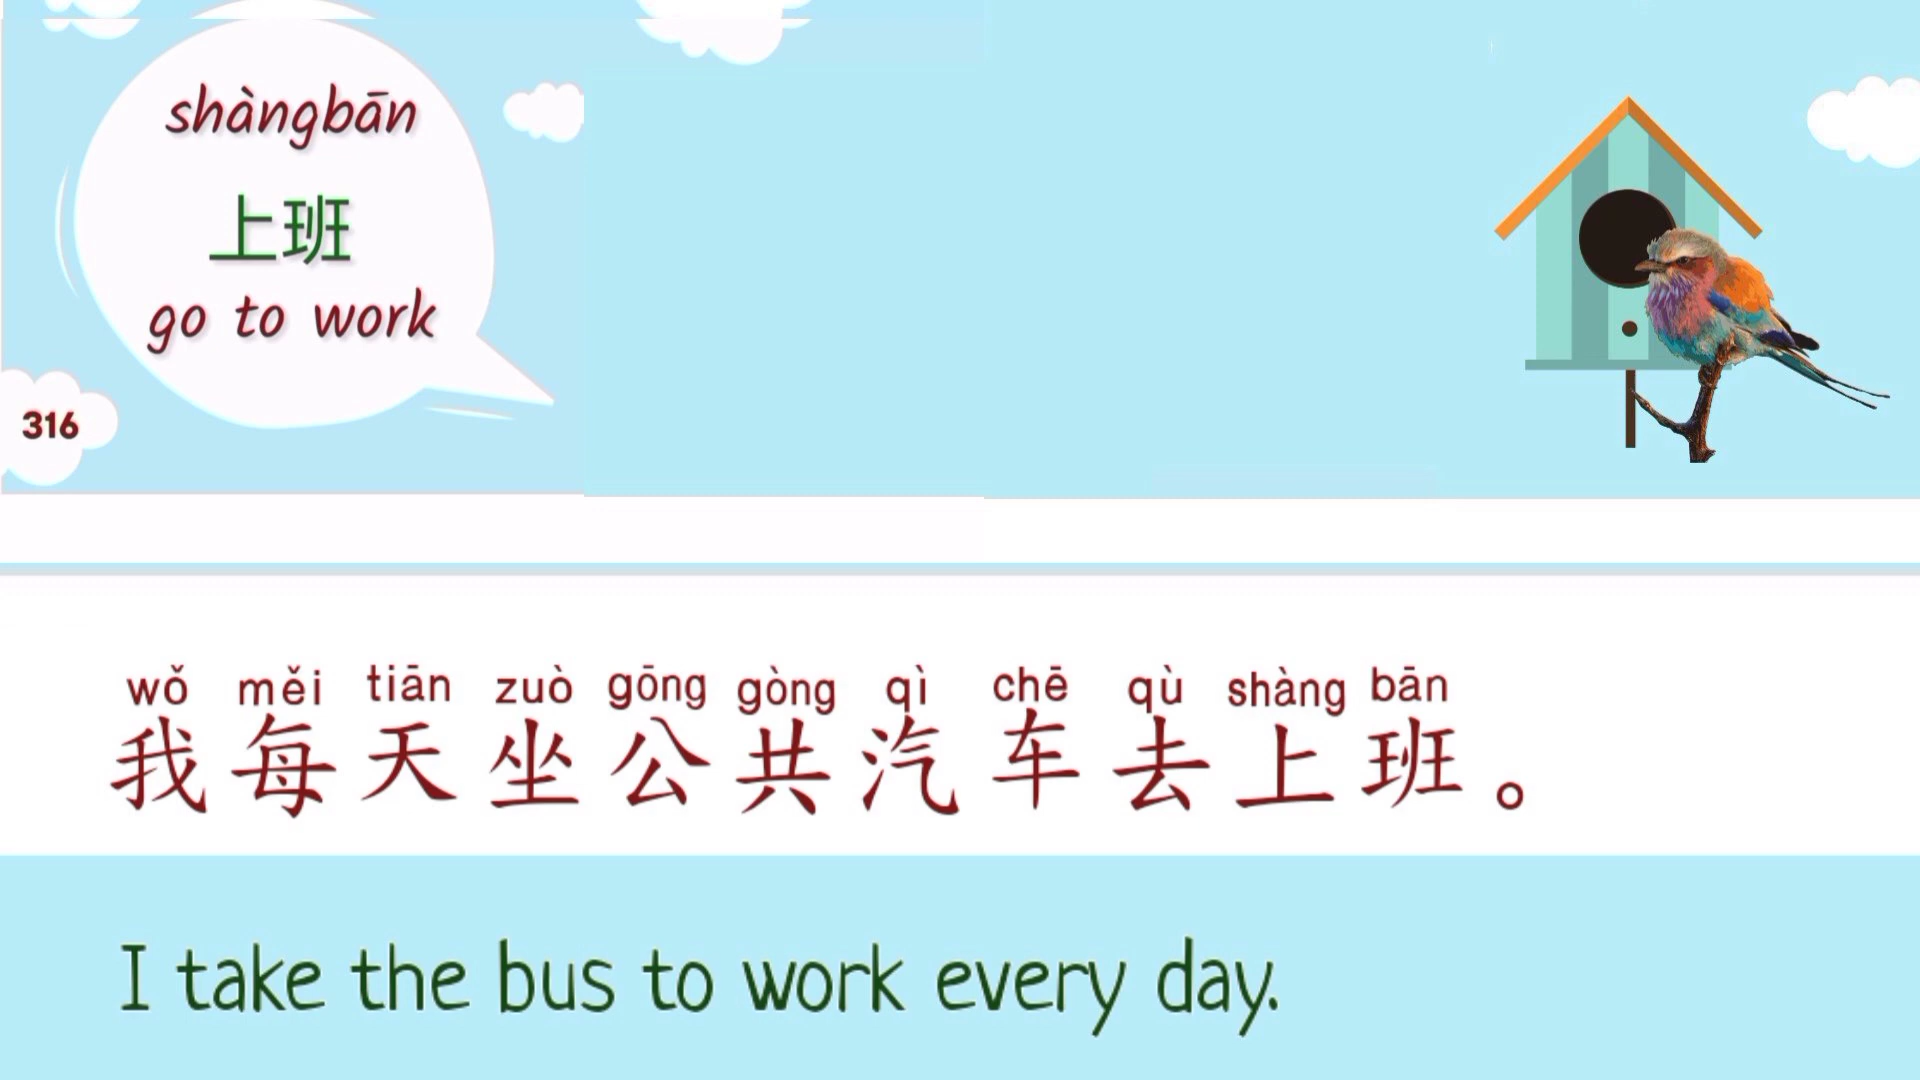 shàngbān
上班
go to work
316
wǒ měi tiān zuò gōng gòng qì chē qù shàng bān
我每天坐公共汽车去上班。
I take the bus to work every day.